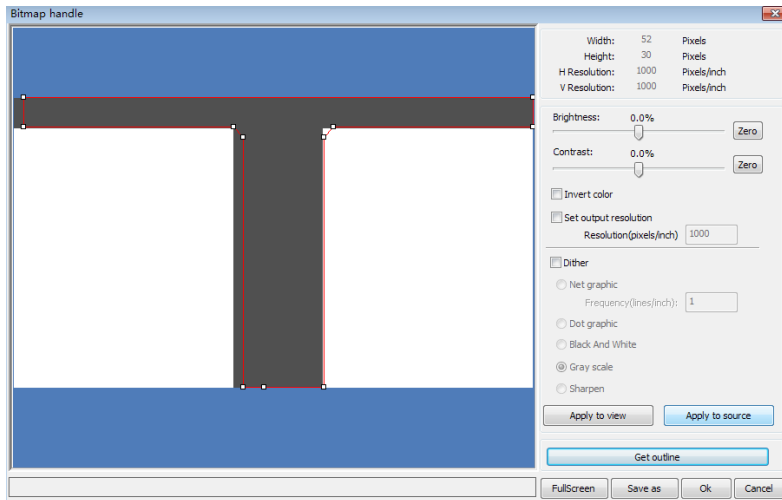 Bitmap handle
Width: 52 Pixels
Height: 30 Pixels
H Resolution: 1000 Pixels/inch
V Resolution: 1000 Pixels/inch
Brightness: 0.0%
Zero
Contrast: 0.0%
Zero
Invert color
Set output resolution
Resolution(pixels/inch) 1000
Dither
Net graphic
Frequency(lines/inch): 1
Dot graphic
Black And White
Gray scale
Sharpen
Apply to view Apply to source
Get outline
FullScreen Save as Ok Cancel